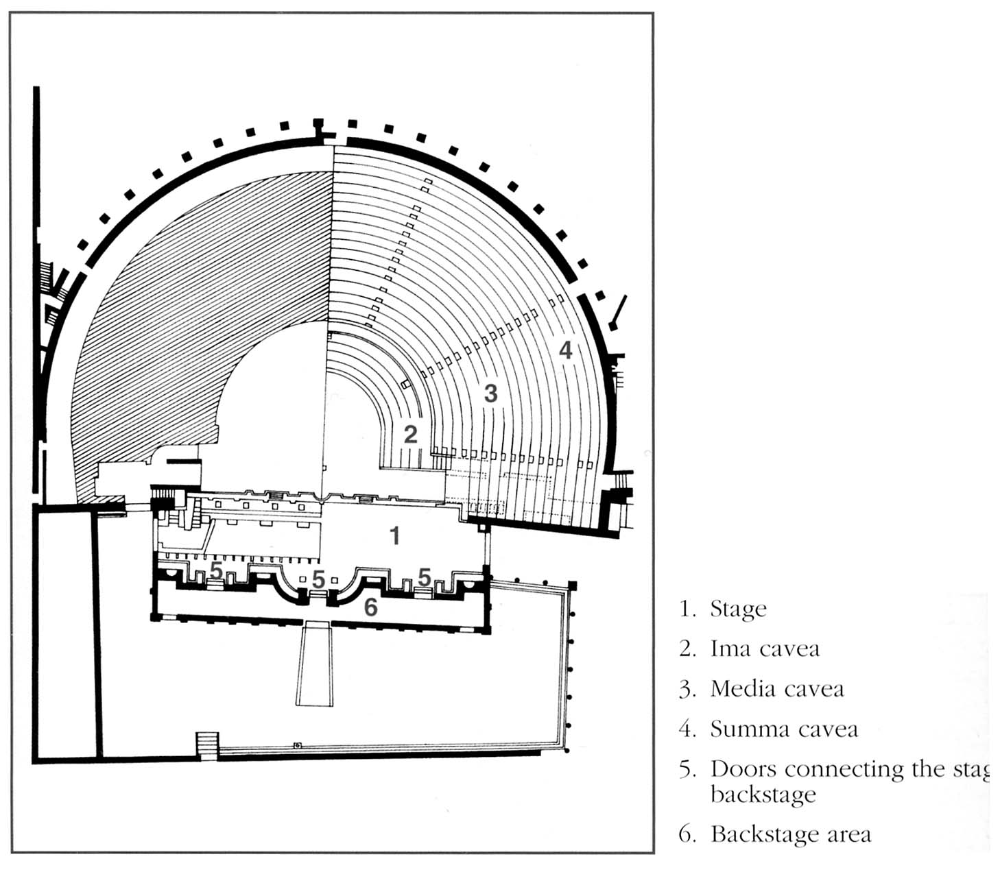 4
3
2
1
5
5
5
6
1. Stage
2. Ima cavea
3. Media cavea
4. Summa cavea
5. Doors connecting the
backstage
6. Backstage area